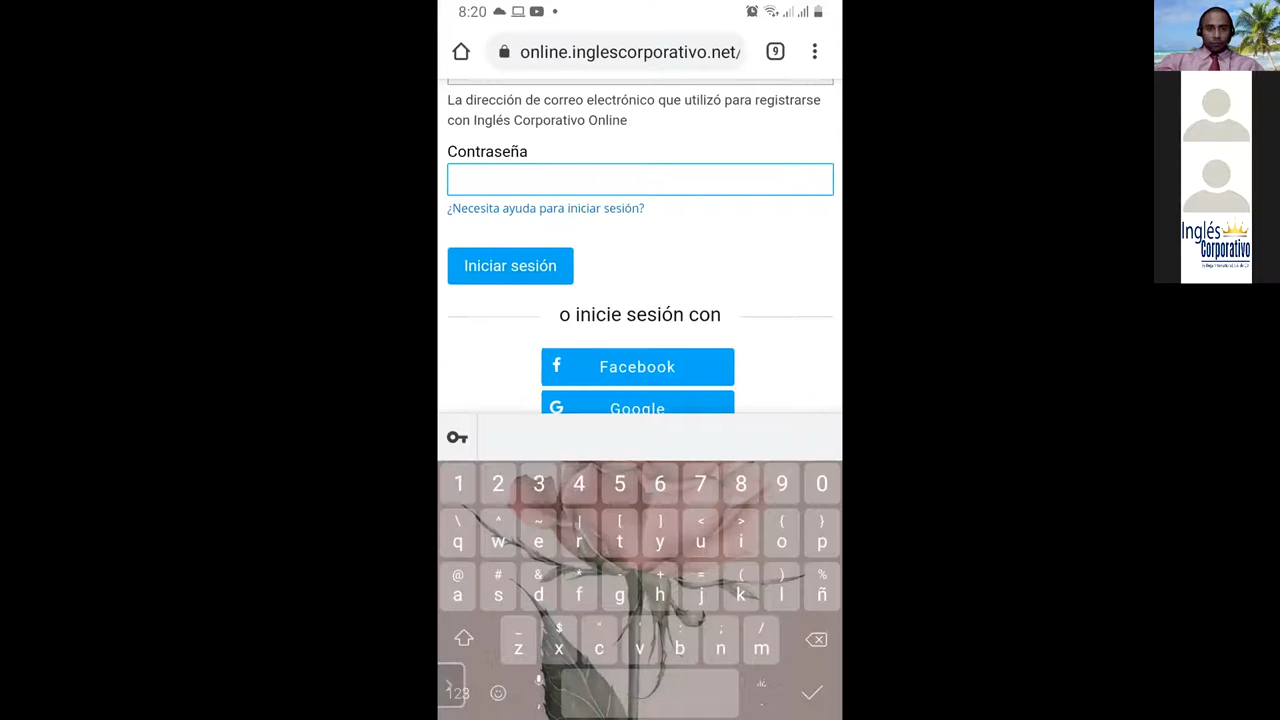 8:20
online.inglescorporativo.net/
9
La dirección de correo electrónico que utilizó para registrarse
con Inglés Corporativo Online
Contraseña
¿Necesita ayuda para iniciar sesión?
Iniciar sesión
o inicie sesión con
Facebook
Google
1 2 3 4 5 6 7 8 9 0
\ ^ ~ | [ ] < > { }
q w e r t y u i o p
@ # & * - + = ( ) %
a s d f g h j k l ñ
_ $ " ' : ; /
z x c v b n m
123 , .
Inglés
Corporativo